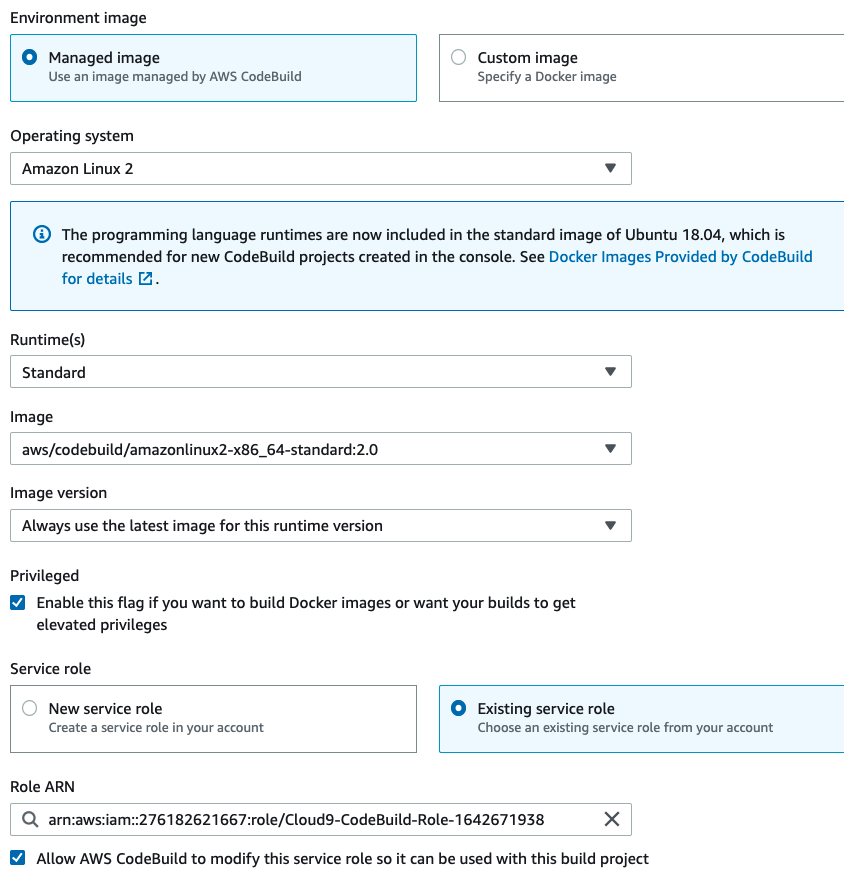 Environment image
Managed image
Use an image managed by AWS CodeBuild
Custom image
Specify a Docker image
Operating system
Amazon Linux 2
The programming language runtimes are now included in the standard image of Ubuntu 18.04, which is
recommended for new CodeBuild projects created in the console. See Docker Images Provided by CodeBuild
for details .
Runtime(s)
Standard
Image
aws/codebuild/amazonlinux2-x86_64-standard:2.0
Image version
Always use the latest image for this runtime version
Privileged
Enable this flag if you want to build Docker images or want your builds to get
elevated privileges
Service role
New service role
Create a service role in your account
Existing service role
Choose an existing service role from your account
Role ARN
arn:aws:iam::276182621667:role/Cloud9-CodeBuild-Role-1642671938
Allow AWS CodeBuild to modify this service role so it can be used with this build project